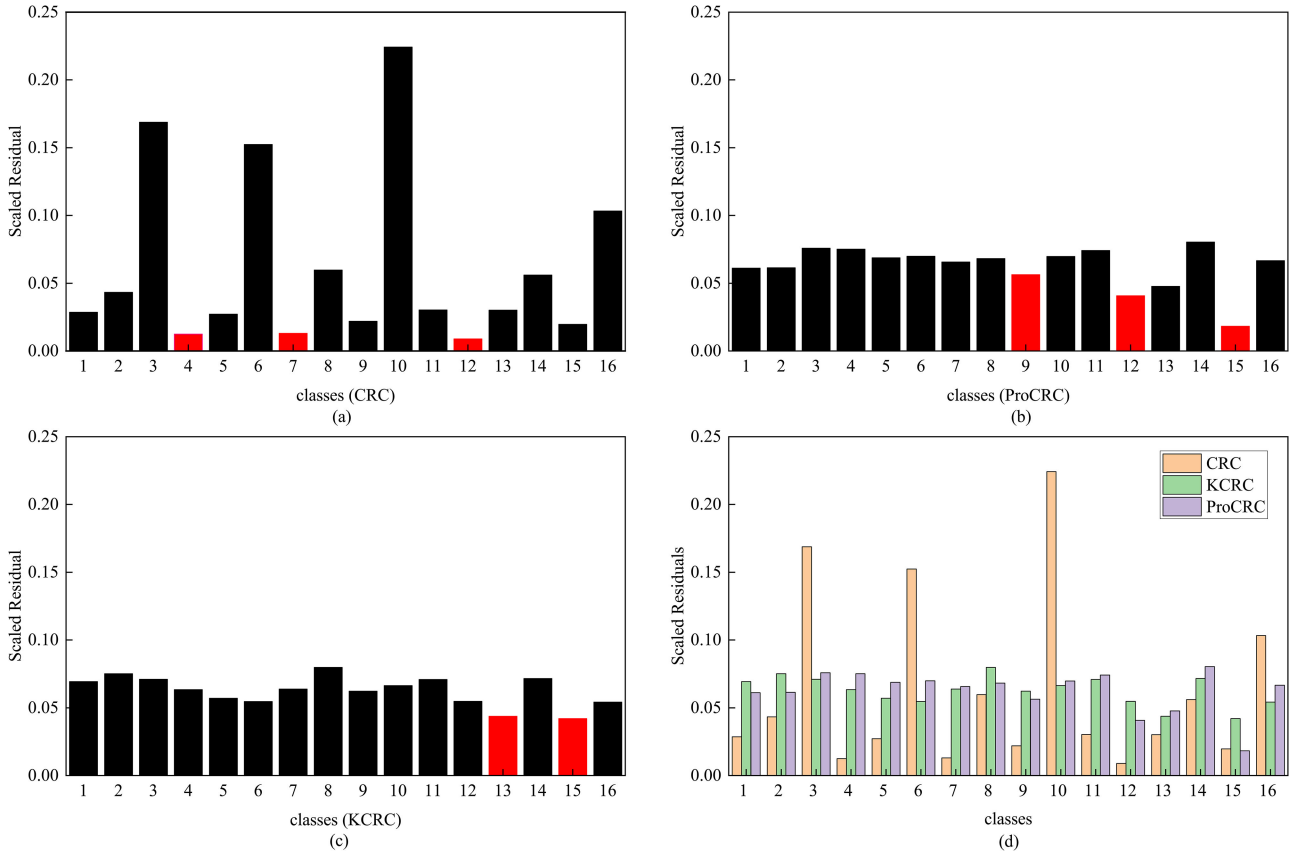 0.25
0.20
0.15
0.10
0.05
0.00
Scaled Residual
1 2 3 4 5 6 7 8 9 10 11 12 13 14 15 16
classes (CRC)
(a)
0.25
0.20
0.15
0.10
0.05
0.00
Scaled Residual
1 2 3 4 5 6 7 8 9 10 11 12 13 14 15 16
classes (ProCRC)
(b)
0.25
0.20
0.15
0.10
0.05
0.00
Scaled Residual
1 2 3 4 5 6 7 8 9 10 11 12 13 14 15 16
classes (KCRC)
(c)
0.25
0.20
0.15
0.10
0.05
0.00
Scaled Residuals
CRC
KCRC
ProCRC
1 2 3 4 5 6 7 8 9 10 11 12 13 14 15 16
classes
(d)